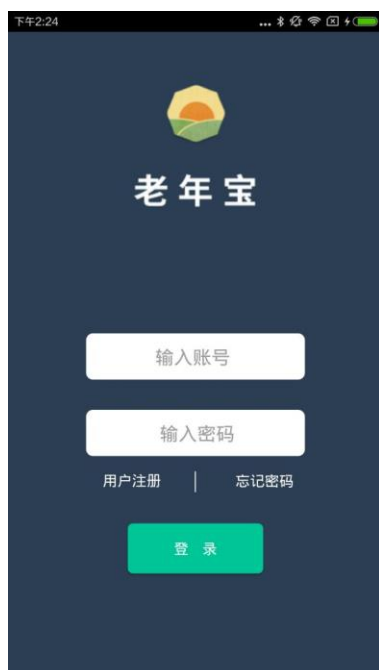 下午2:24
...
老年宝
输入账号
输入密码
用户注册 | 忘记密码
登 录